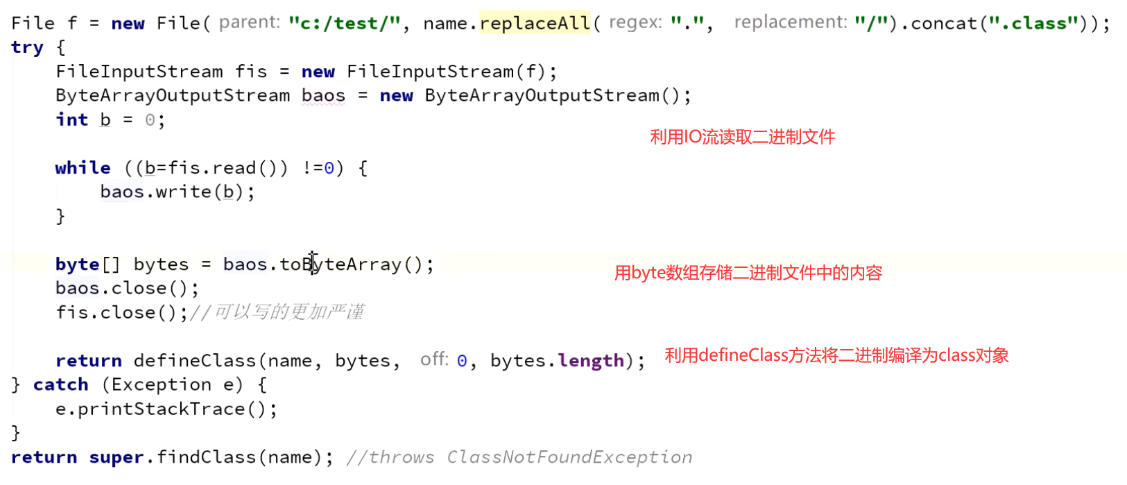 File f = new File( parent: "c:/test/", name.replaceAll( regex: ".", replacement: "/").concat(".class"));
try {
FileInputStream fis = new FileInputStream(f);
ByteArrayOutputStream baos = new ByteArrayOutputStream();
int b = 0;
利用IO流读取二进制文件
while ((b=fis.read()) !=0) {
baos.write(b);
}
byte[] bytes = baos.toByteArray();
用byte数组存储二进制文件中的内容
baos.close();
fis.close();//可以写的更加严谨
return defineClass(name, bytes, off: 0, bytes.length);
利用defineClass方法将二进制编译为class对象
} catch (Exception e) {
e.printStackTrace();
}
return super.findClass(name); //throws ClassNotFoundException